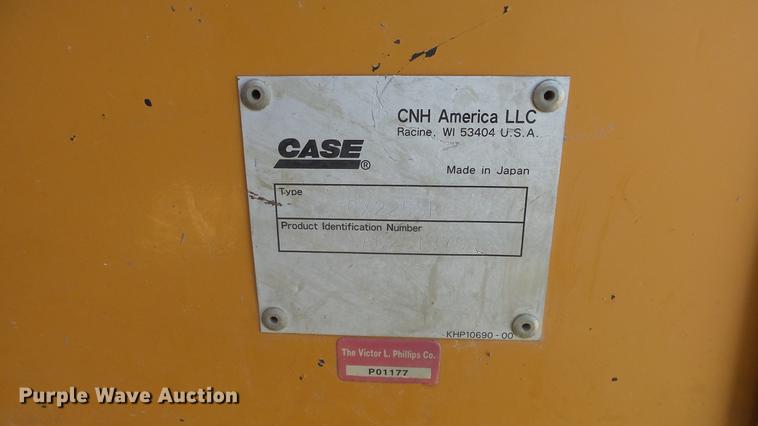 CNH America LLC
Racine, WI 53404 U.S.A.
CASE®
Made in Japan
Type
Product Identification Number
KHP10690-00
The Victor L. Phillips Co.
P01177
Purple Wave Auction